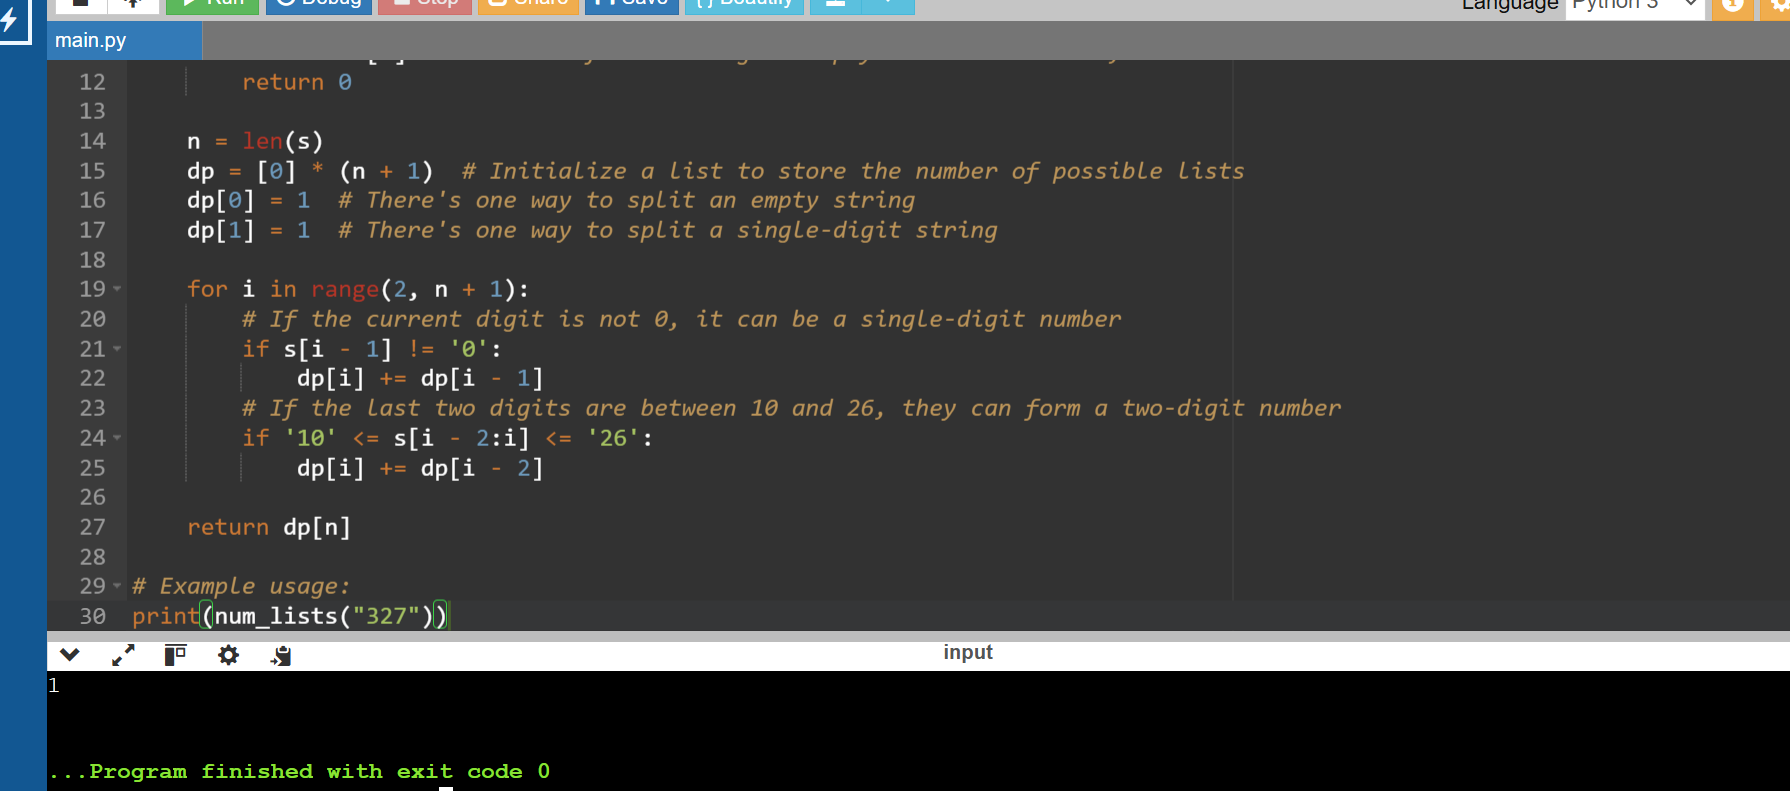 Run Debug Stop Share Save { } Beautify Language Python 3
main.py
12 return 0
13
14 n = len(s)
15 dp = [0] * (n + 1)  # Initialize a list to store the number of possible lists
16 dp[0] = 1  # There's one way to split an empty string
17 dp[1] = 1  # There's one way to split a single-digit string
18
19 for i in range(2, n + 1):
20 # If the current digit is not 0, it can be a single-digit number
21 if s[i - 1] != '0':
22 dp[i] += dp[i - 1]
23 # If the last two digits are between 10 and 26, they can form a two-digit number
24 if '10' <= s[i - 2:i] <= '26':
25 dp[i] += dp[i - 2]
26
27 return dp[n]
28
29 # Example usage:
30 print(num_lists("327"))
input
1
...Program finished with exit code 0